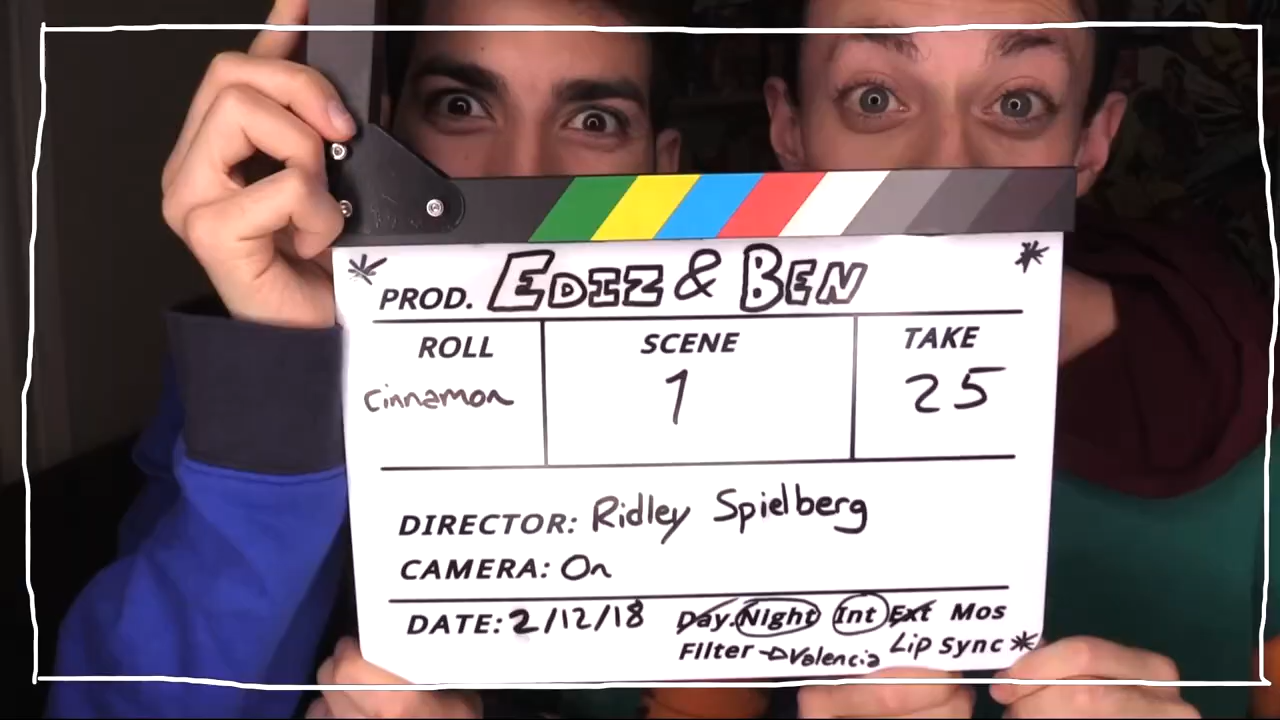 * PROD. EDIZ & BEN *
ROLL SCENE TAKE
Cinnamon 1 25
DIRECTOR: Ridley Spielberg
CAMERA: On
DATE: 2/12/18 Day Night Int Ext Mos
Filter → Valencia Lip Sync *